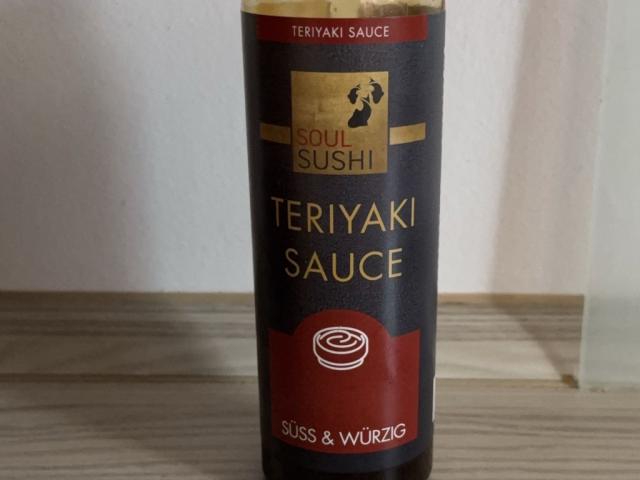 TERIYAKI SAUCE
SOUL
SUSHI
TERIYAKI
SAUCE
SÜSS & WÜRZIG